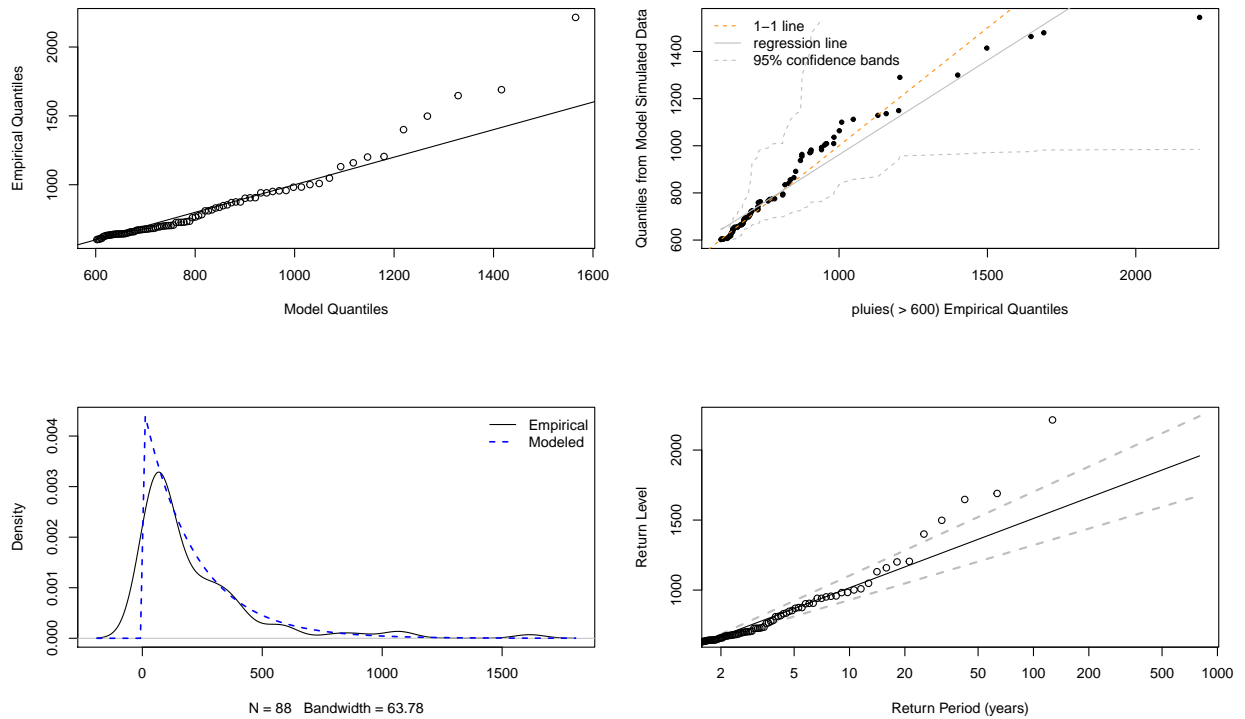 Empirical Quantiles
1000 1500 2000
600 800 1000 1200 1400 1600
Model Quantiles
Quantiles from Model Simulated Data
600 800 1000 1200 1400
1−1 line
regression line
95% confidence bands
1000 1500 2000
pluies( > 600) Empirical Quantiles
Density
0.000 0.001 0.002 0.003 0.004
Empirical
Modeled
0 500 1000 1500
N = 88 Bandwidth = 63.78
Return Level
1000 1500 2000
2 5 10 20 50 100 200 500 1000
Return Period (years)